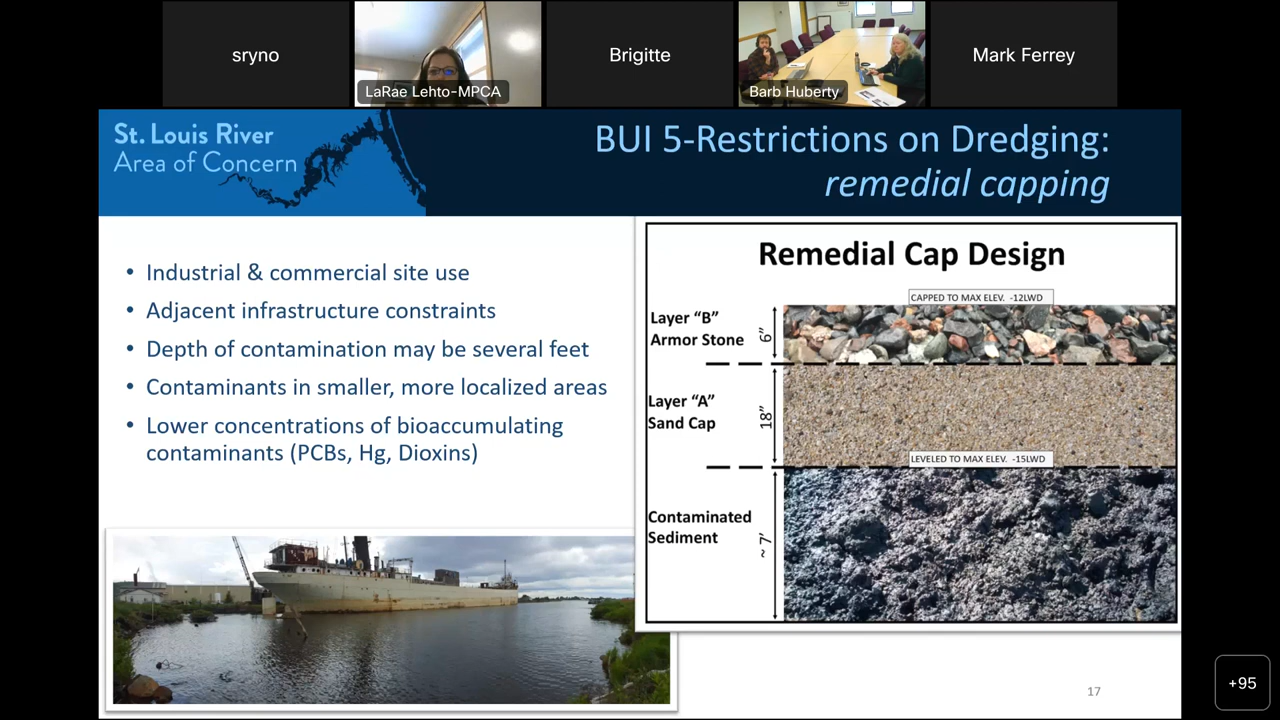 sryno
LaRae Lehto-MPCA
Brigitte
Barb Huberty
Mark Ferrey
St. Louis River
Area of Concern
BUI 5-Restrictions on Dredging:
remedial capping
• Industrial & commercial site use
• Adjacent infrastructure constraints
• Depth of contamination may be several feet
• Contaminants in smaller, more localized areas
• Lower concentrations of bioaccumulating
contaminants (PCBs, Hg, Dioxins)
Remedial Cap Design
CAPPED TO MAX ELEV. -12LWD
Layer “B”
Armor Stone
6”
Layer “A”
Sand Cap
18”
LEVELED TO MAX ELEV. -15LWD
Contaminated
Sediment
~ 7'
17
+95